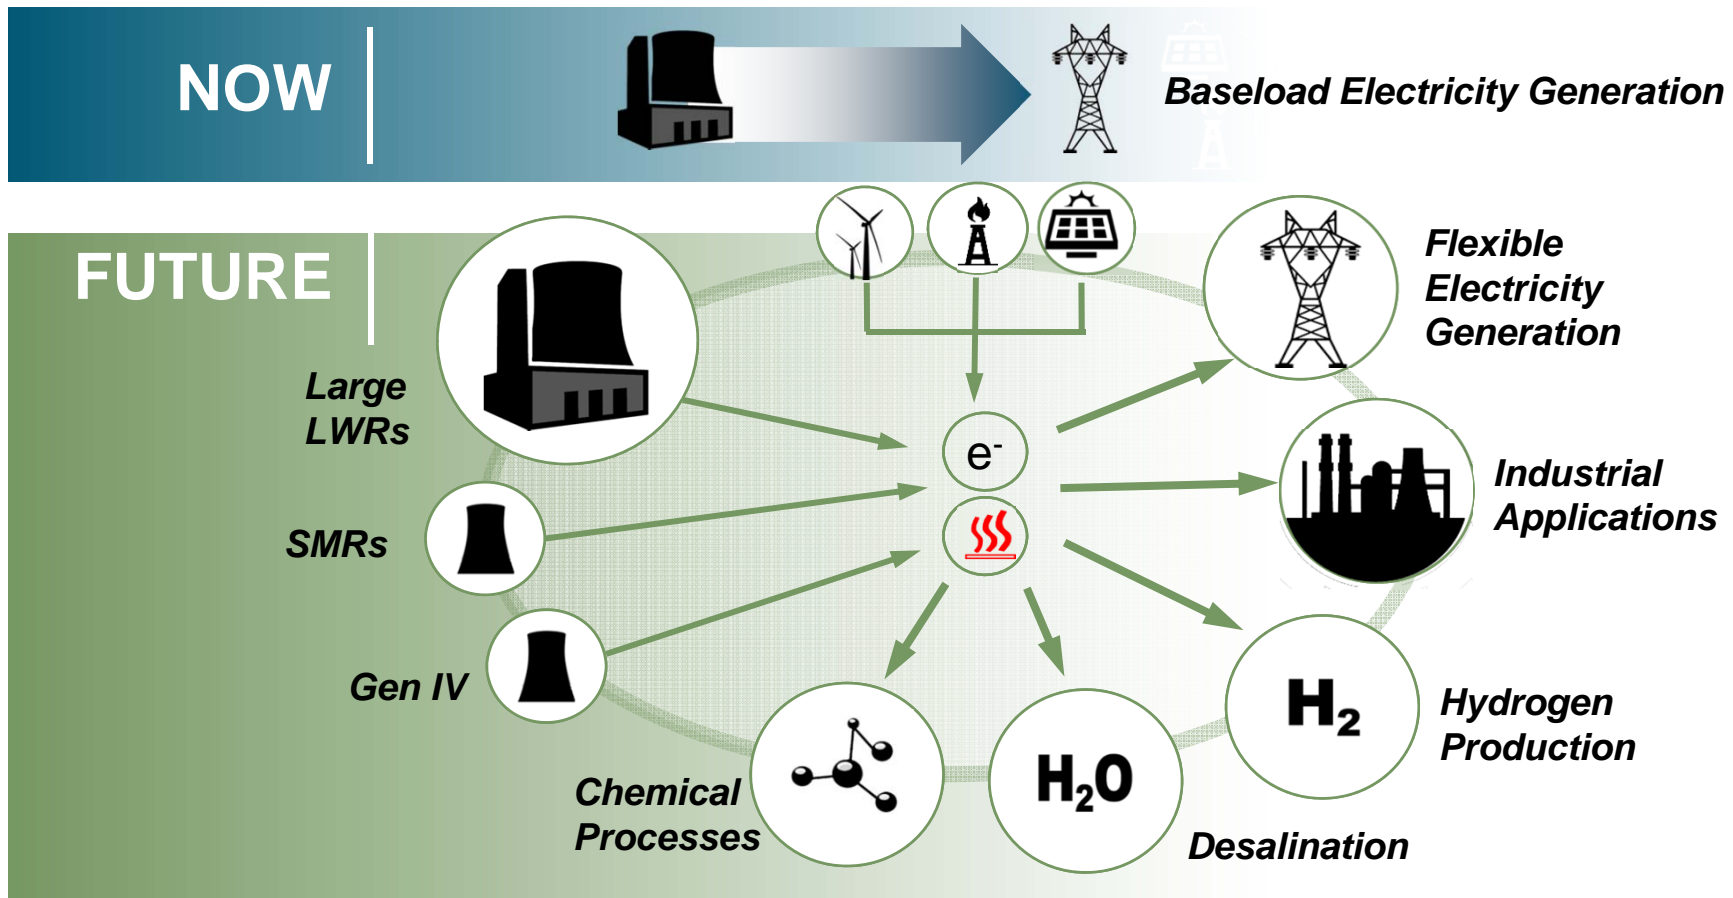 NOW
Baseload Electricity Generation
FUTURE
Large
LWRs
SMRs
Gen IV
e⁻
Flexible
Electricity
Generation
Industrial
Applications
H₂
Hydrogen
Production
H₂O
Desalination
Chemical
Processes